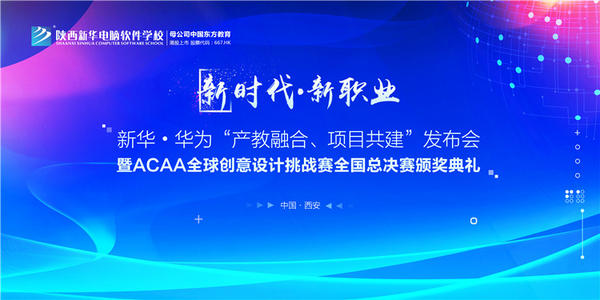 陕西新华电脑软件学校
SHAANXI XINHUA COMPUTER SOFTWARE SCHOOL
母公司中国东方教育
港股上市 股票代码：667.HK
新时代·新职业
新华·华为“产教融合、项目共建”发布会
暨ACAA全球创意设计挑战赛全国总决赛颁奖典礼
中国·西安